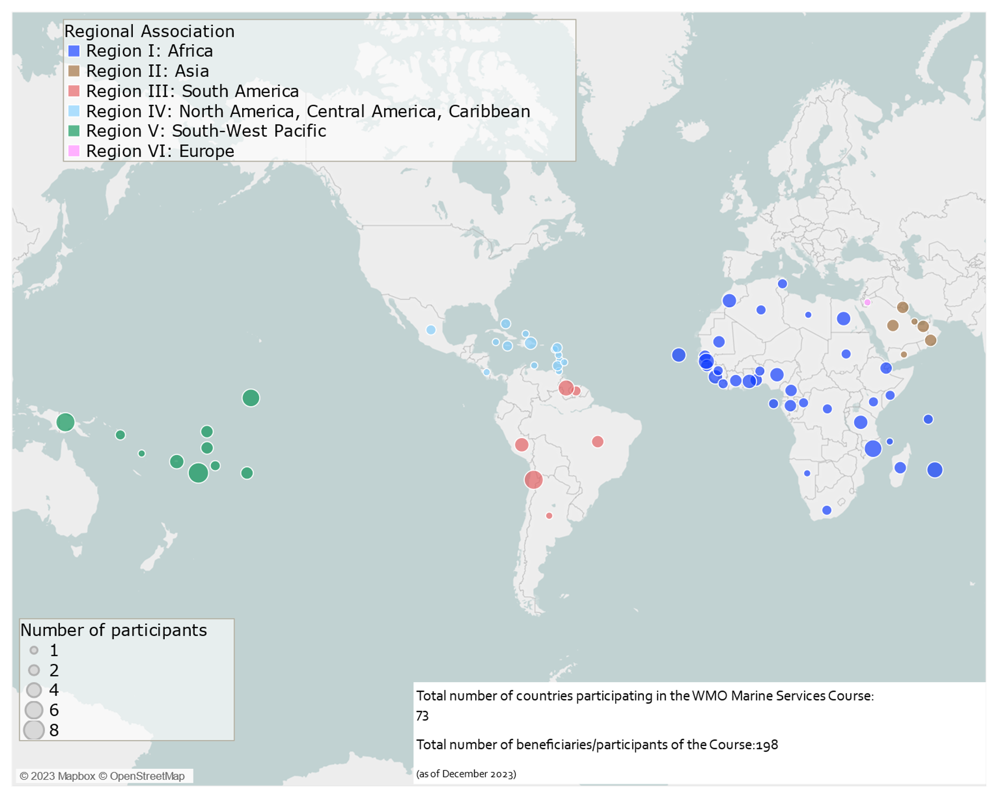 Regional Association
Region I: Africa
Region II: Asia
Region III: South America
Region IV: North America, Central America, Caribbean
Region V: South-West Pacific
Region VI: Europe
Number of participants
1
2
4
6
8
Total number of countries participating in the WMO Marine Services Course:
73
Total number of beneficiaries/participants of the Course:198
(as of December 2023)
© 2023 Mapbox © OpenStreetMap